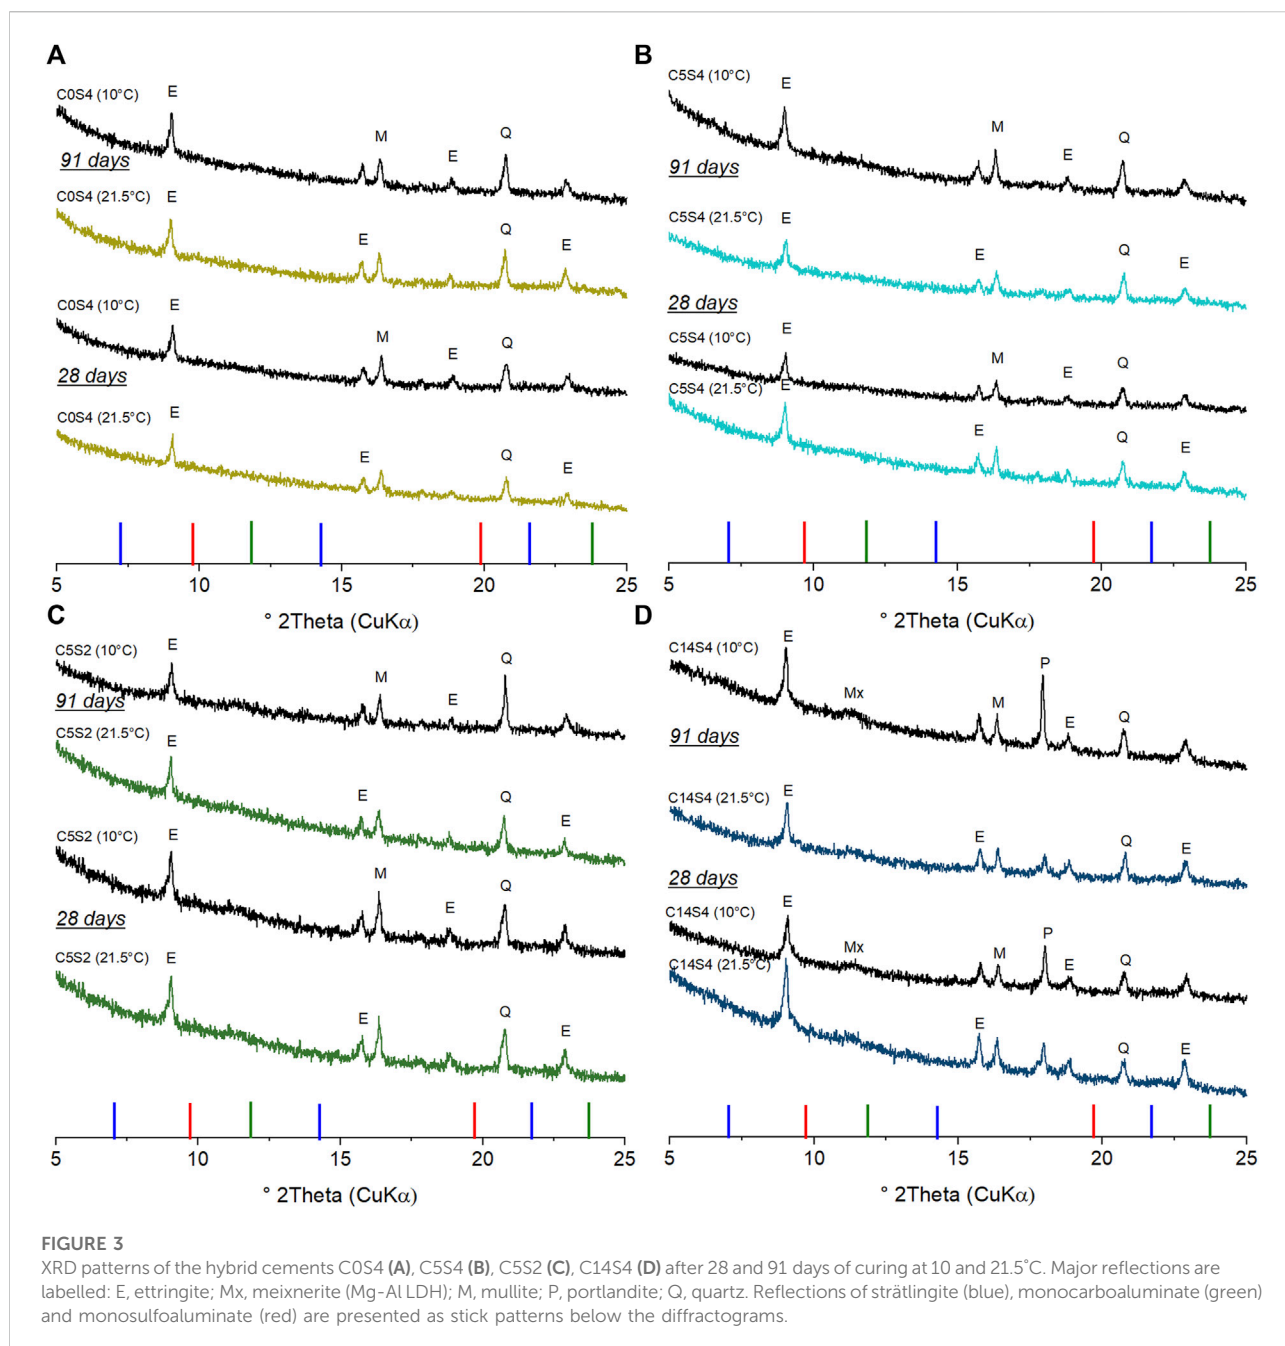 A
C0S4 (10°C)
E
M
E
Q
91 days
C0S4 (21.5°C)
E
E
Q
E
C0S4 (10°C)
E
M
E
Q
28 days
C0S4 (21.5°C)
E
E
Q
E
5 10 15 20 25
° 2Theta (CuKα)
B
C5S4 (10°C)
E
M
E
Q
91 days
C5S4 (21.5°C)
E
E
Q
E
28 days
C5S4 (10°C)
E
M
E
Q
C5S4 (21.5°C)
E
E
Q
E
5 10 15 20 25
° 2Theta (CuKα)
C
C5S2 (10°C)
E
M
E
Q
91 days
C5S2 (21.5°C)
E
E
Q
E
C5S2 (10°C)
E
M
E
Q
28 days
C5S2 (21.5°C)
E
E
Q
E
5 10 15 20 25
° 2Theta (CuKα)
D
C14S4 (10°C)
E
Mx
M
P
E
Q
91 days
C14S4 (21.5°C)
E
E
Q
E
28 days
C14S4 (10°C)
E
Mx
M
P
E
Q
C14S4 (21.5°C)
E
Q
E
5 10 15 20 25
° 2Theta (CuKα)
FIGURE 3
XRD patterns of the hybrid cements C0S4 (A), C5S4 (B), C5S2 (C), C14S4 (D) after 28 and 91 days of curing at 10 and 21.5°C. Major reflections are
labelled: E, ettringite; Mx, meixnerite (Mg-Al LDH); M, mullite; P, portlandite; Q, quartz. Reflections of strätlingite (blue), monocarboaluminate (green)
and monosulfoaluminate (red) are presented as stick patterns below the diffractograms.